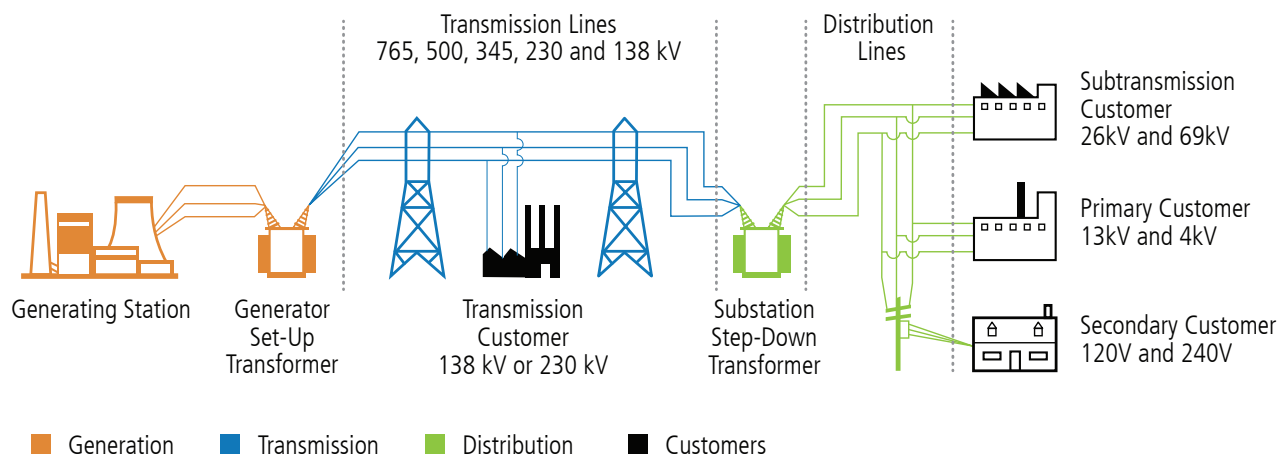 Transmission Lines
765, 500, 345, 230 and 138 kV
Distribution
Lines
Subtransmission
Customer
26kV and 69kV
Primary Customer
13kV and 4kV
Secondary Customer
120V and 240V
Generating Station
Generator
Set-Up
Transformer
Transmission
Customer
138 kV or 230 kV
Substation
Step-Down
Transformer
Generation
Transmission
Distribution
Customers